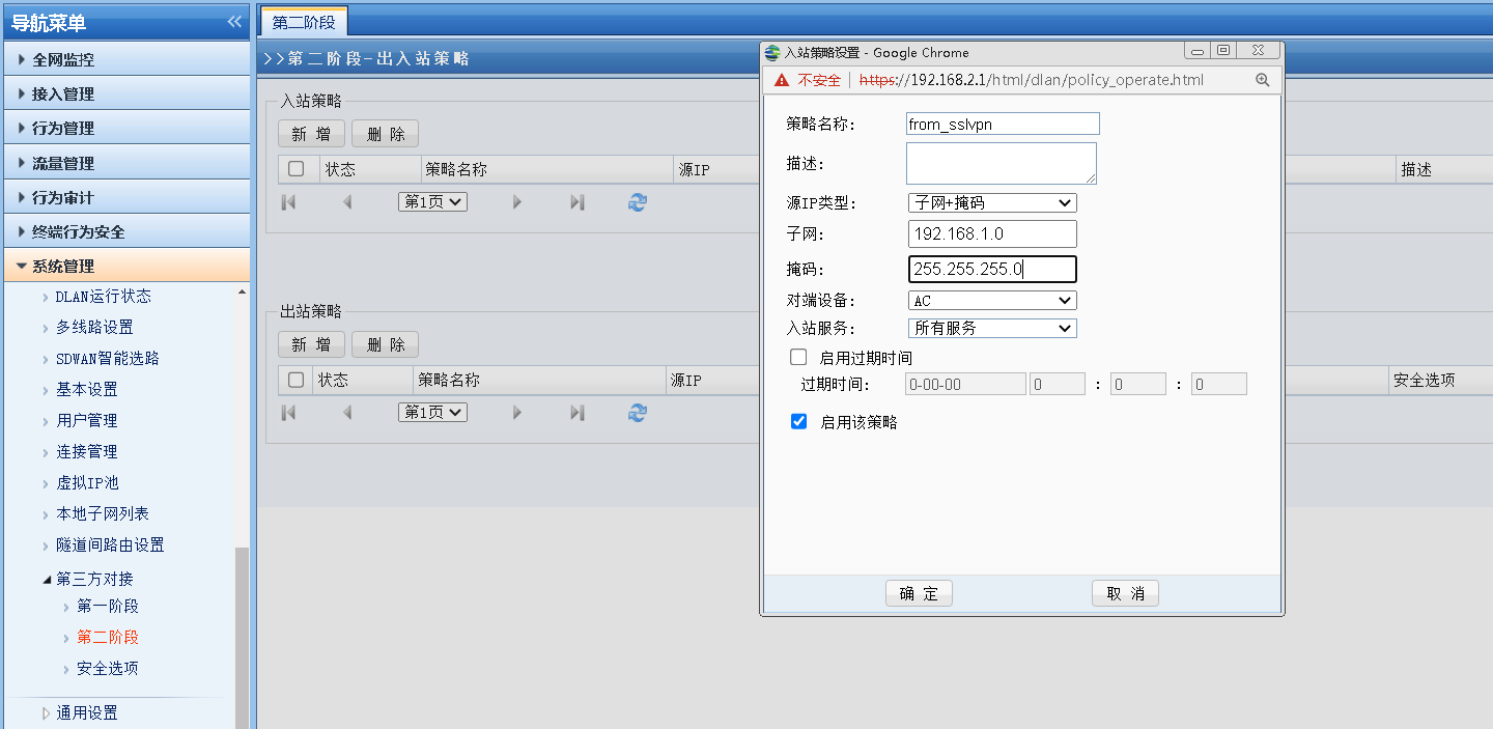 导航菜单
全网监控
接入管理
行为管理
流量管理
行为审计
终端行为安全
系统管理
DLAN运行状态
多线路设置
SDWAN智能选路
基本设置
用户管理
连接管理
虚拟IP池
本地子网列表
隧道间路由设置
第三方对接
第一阶段
第二阶段
安全选项
通用设置
第二阶段
>>第二阶段-出入站策略
入站策略
新 增 删 除
状态 策略名称 源IP 描述
第1页
出站策略
新 增 删 除
状态 策略名称 源IP 安全选项
第1页
入站策略设置 - Google Chrome
不安全 | https://192.168.2.1/html/dlan/policy_operate.html
策略名称: from_sslvpn
描述:
源IP类型: 子网+掩码
子网: 192.168.1.0
掩码: 255.255.255.0
对端设备: AC
入站服务: 所有服务
启用过期时间
过期时间: 0-00-00 0 : 0 : 0
启用该策略
确 定 取 消